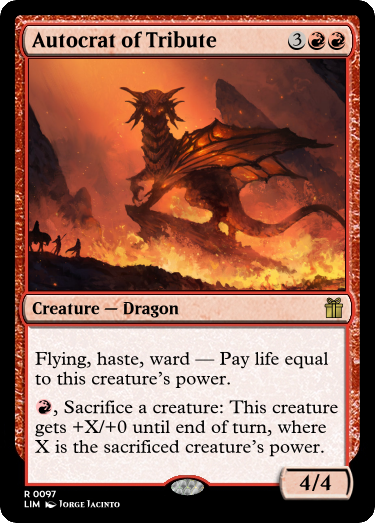 Autocrat of Tribute 3
Creature — Dragon
Flying, haste, ward — Pay life equal
to this creature's power.
, Sacrifice a creature: This creature
gets +X/+0 until end of turn, where
X is the sacrificed creature's power.
4/4
R 0097
LIM Jorge Jacinto